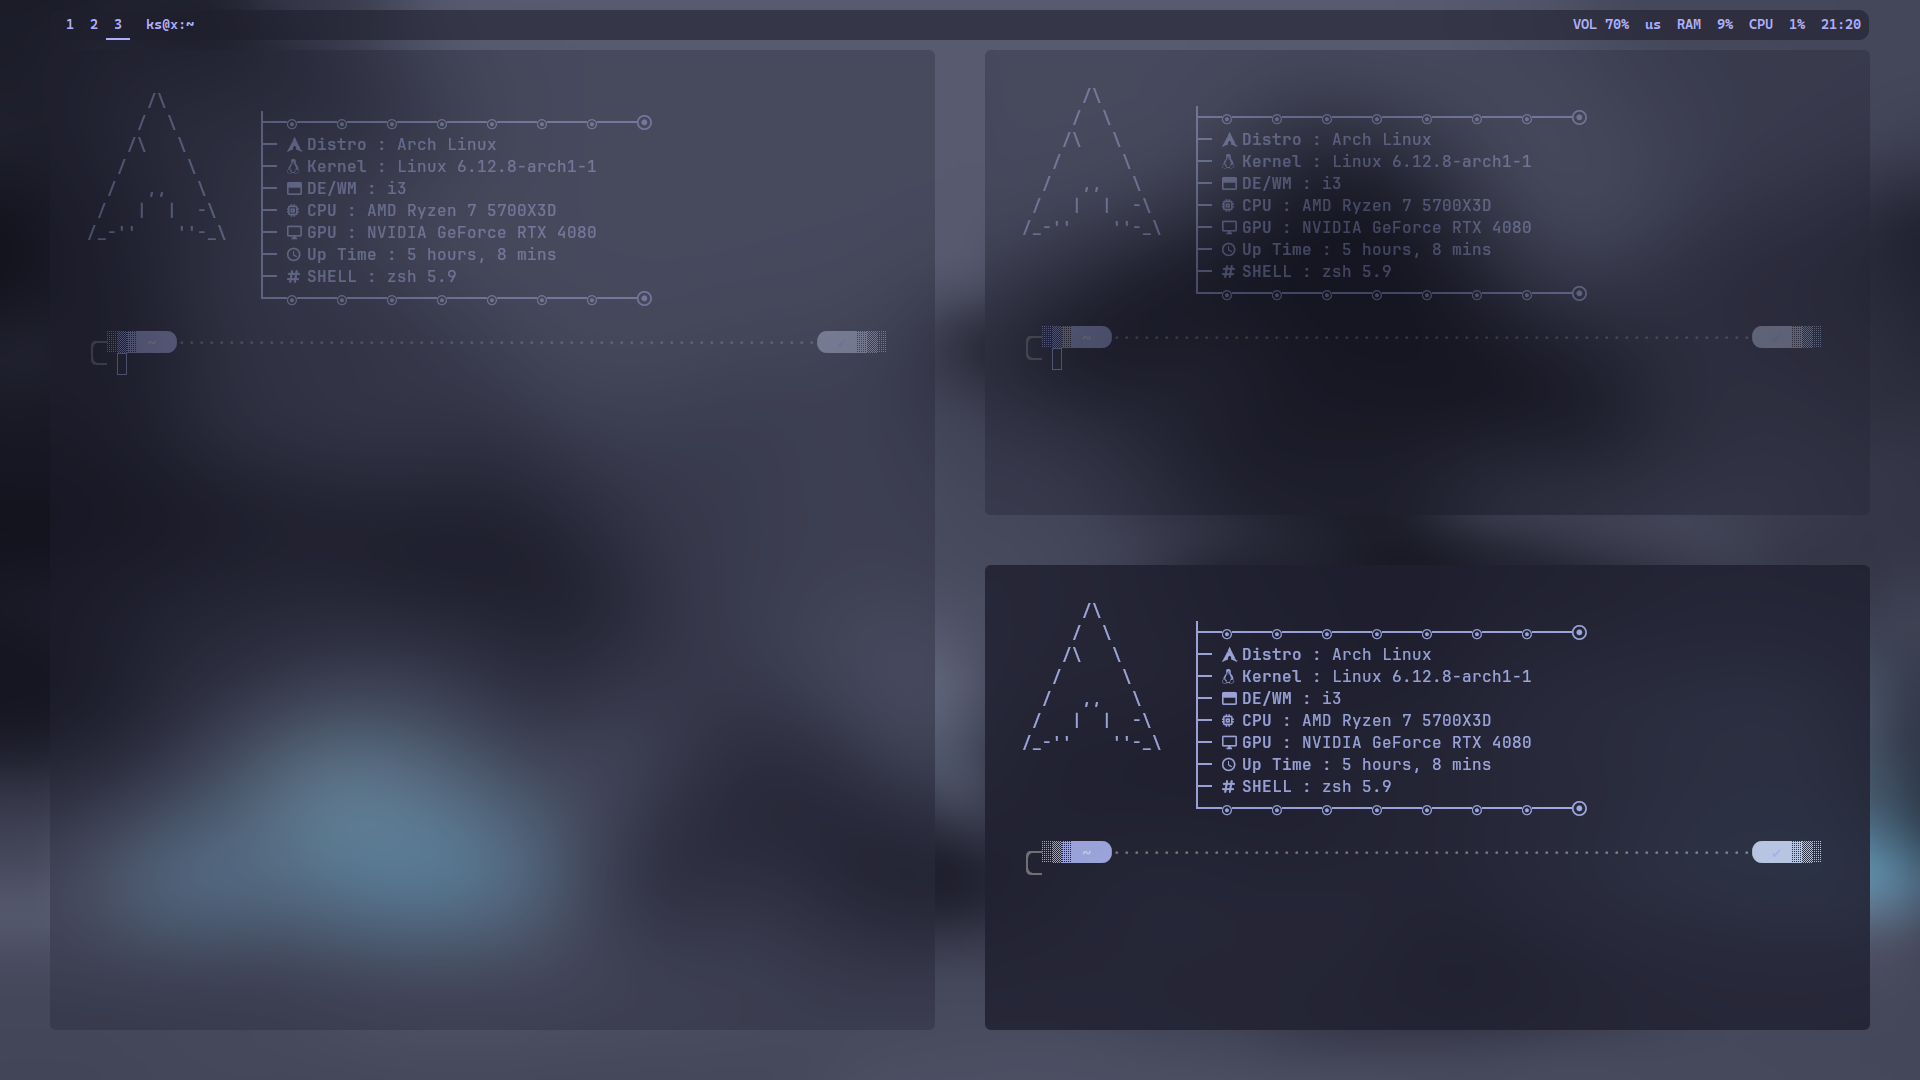 1 2 3 ks@x:~
VOL 70% us RAM 9% CPU 1% 21:20
Distro : Arch Linux
Kernel : Linux 6.12.8-arch1-1
DE/WM : i3
CPU : AMD Ryzen 7 5700X3D
GPU : NVIDIA GeForce RTX 4080
Up Time : 5 hours, 8 mins
SHELL : zsh 5.9
~
Distro : Arch Linux
Kernel : Linux 6.12.8-arch1-1
DE/WM : i3
CPU : AMD Ryzen 7 5700X3D
GPU : NVIDIA GeForce RTX 4080
Up Time : 5 hours, 8 mins
SHELL : zsh 5.9
~
Distro : Arch Linux
Kernel : Linux 6.12.8-arch1-1
DE/WM : i3
CPU : AMD Ryzen 7 5700X3D
GPU : NVIDIA GeForce RTX 4080
Up Time : 5 hours, 8 mins
SHELL : zsh 5.9
~